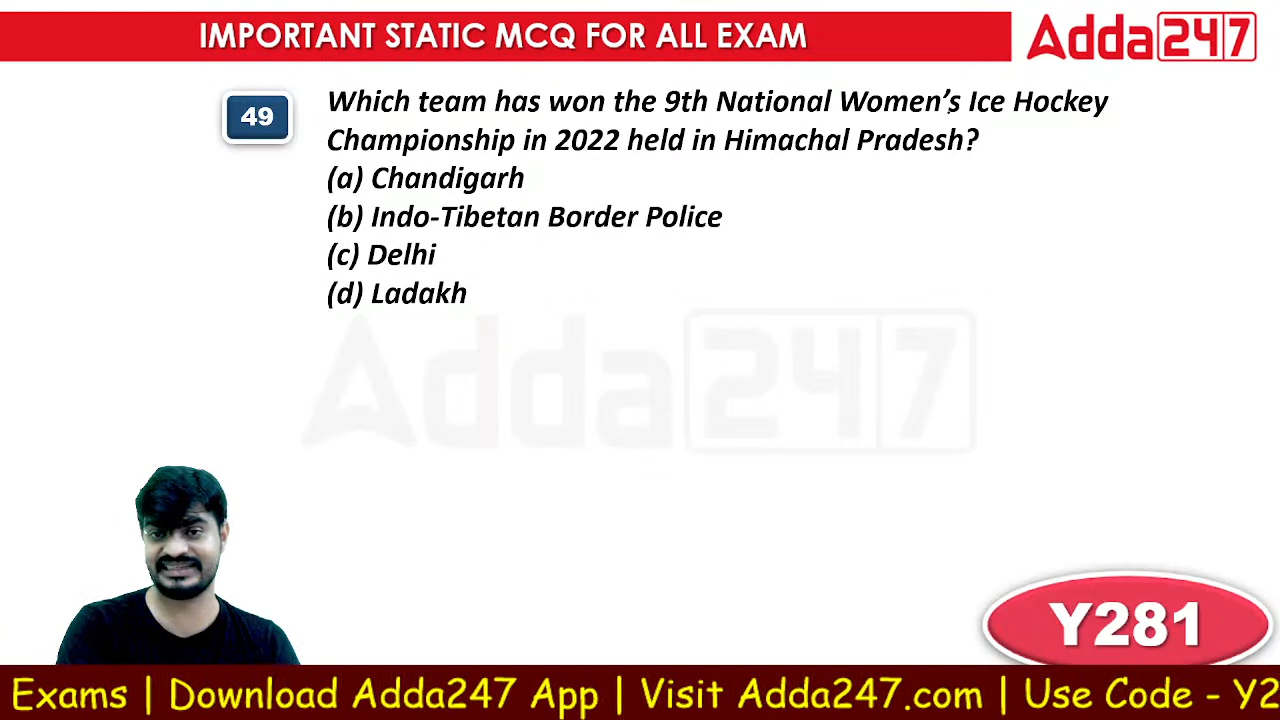 IMPORTANT STATIC MCQ FOR ALL EXAM
Adda247
49
Which team has won the 9th National Women’s Ice Hockey
Championship in 2022 held in Himachal Pradesh?
(a) Chandigarh
(b) Indo-Tibetan Border Police
(c) Delhi
(d) Ladakh
Adda247
Y281
Exams | Download Adda247 App | Visit Adda247.com | Use Code - Y2